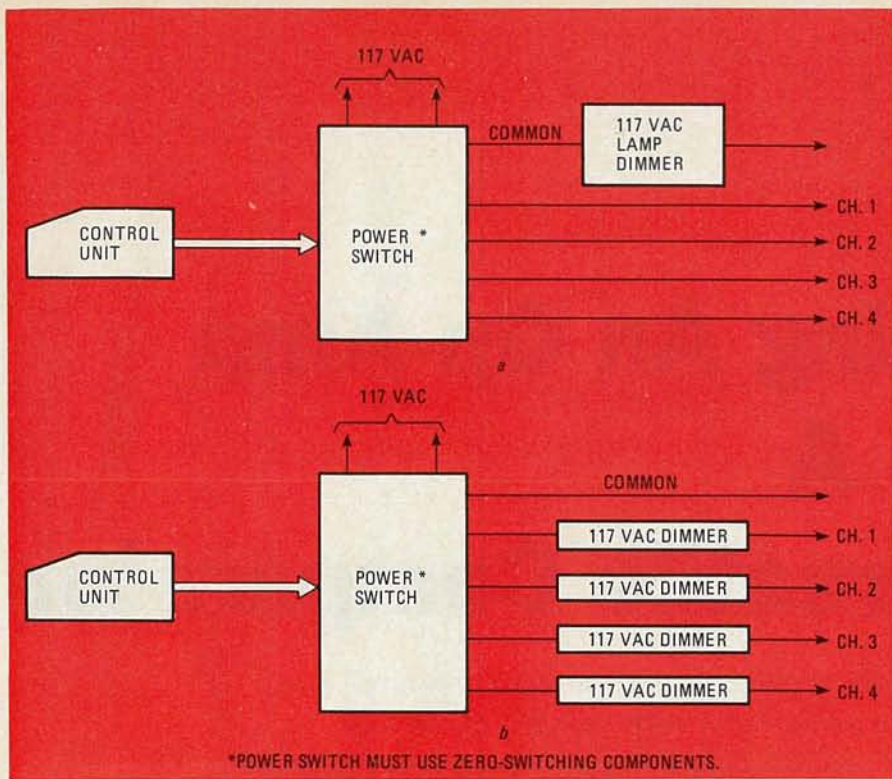 117 VAC
COMMON
117 VAC
LAMP
DIMMER
CONTROL
UNIT
POWER *
SWITCH
CH. 1
CH. 2
CH. 3
CH. 4
a
117 VAC
COMMON
CONTROL
UNIT
POWER *
SWITCH
117 VAC DIMMER
CH. 1
117 VAC DIMMER
CH. 2
117 VAC DIMMER
CH. 3
117 VAC DIMMER
CH. 4
b
*POWER SWITCH MUST USE ZERO-SWITCHING COMPONENTS.